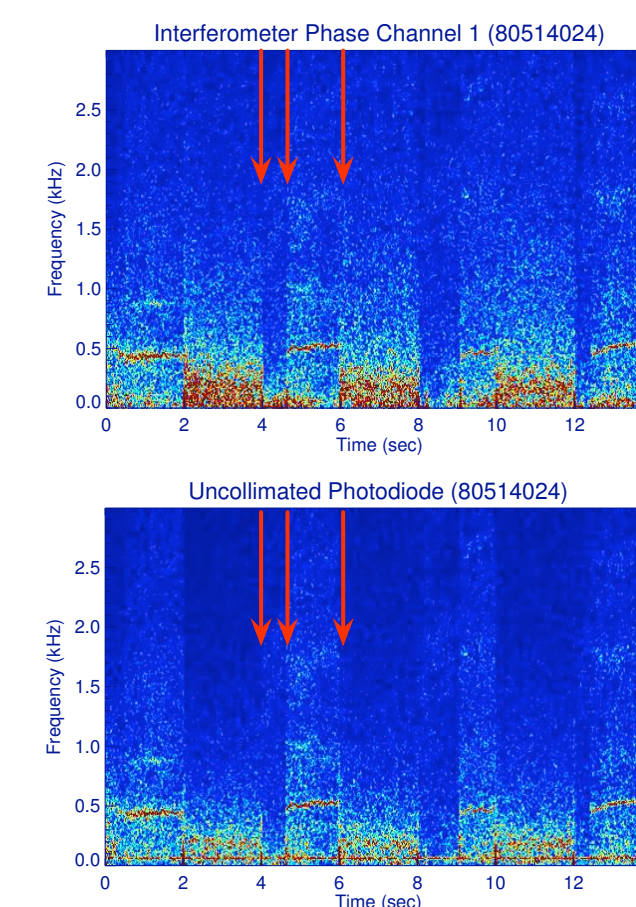 Interferometer Phase Channel 1 (80514024)
Frequency (kHz)
2.5
2.0
1.5
1.0
0.5
0.0
0 2 4 6 8 10 12
Time (sec)
Uncollimated Photodiode (80514024)
Frequency (kHz)
2.5
2.0
1.5
1.0
0.5
0.0
0 2 4 6 8 10 12
Time (sec)